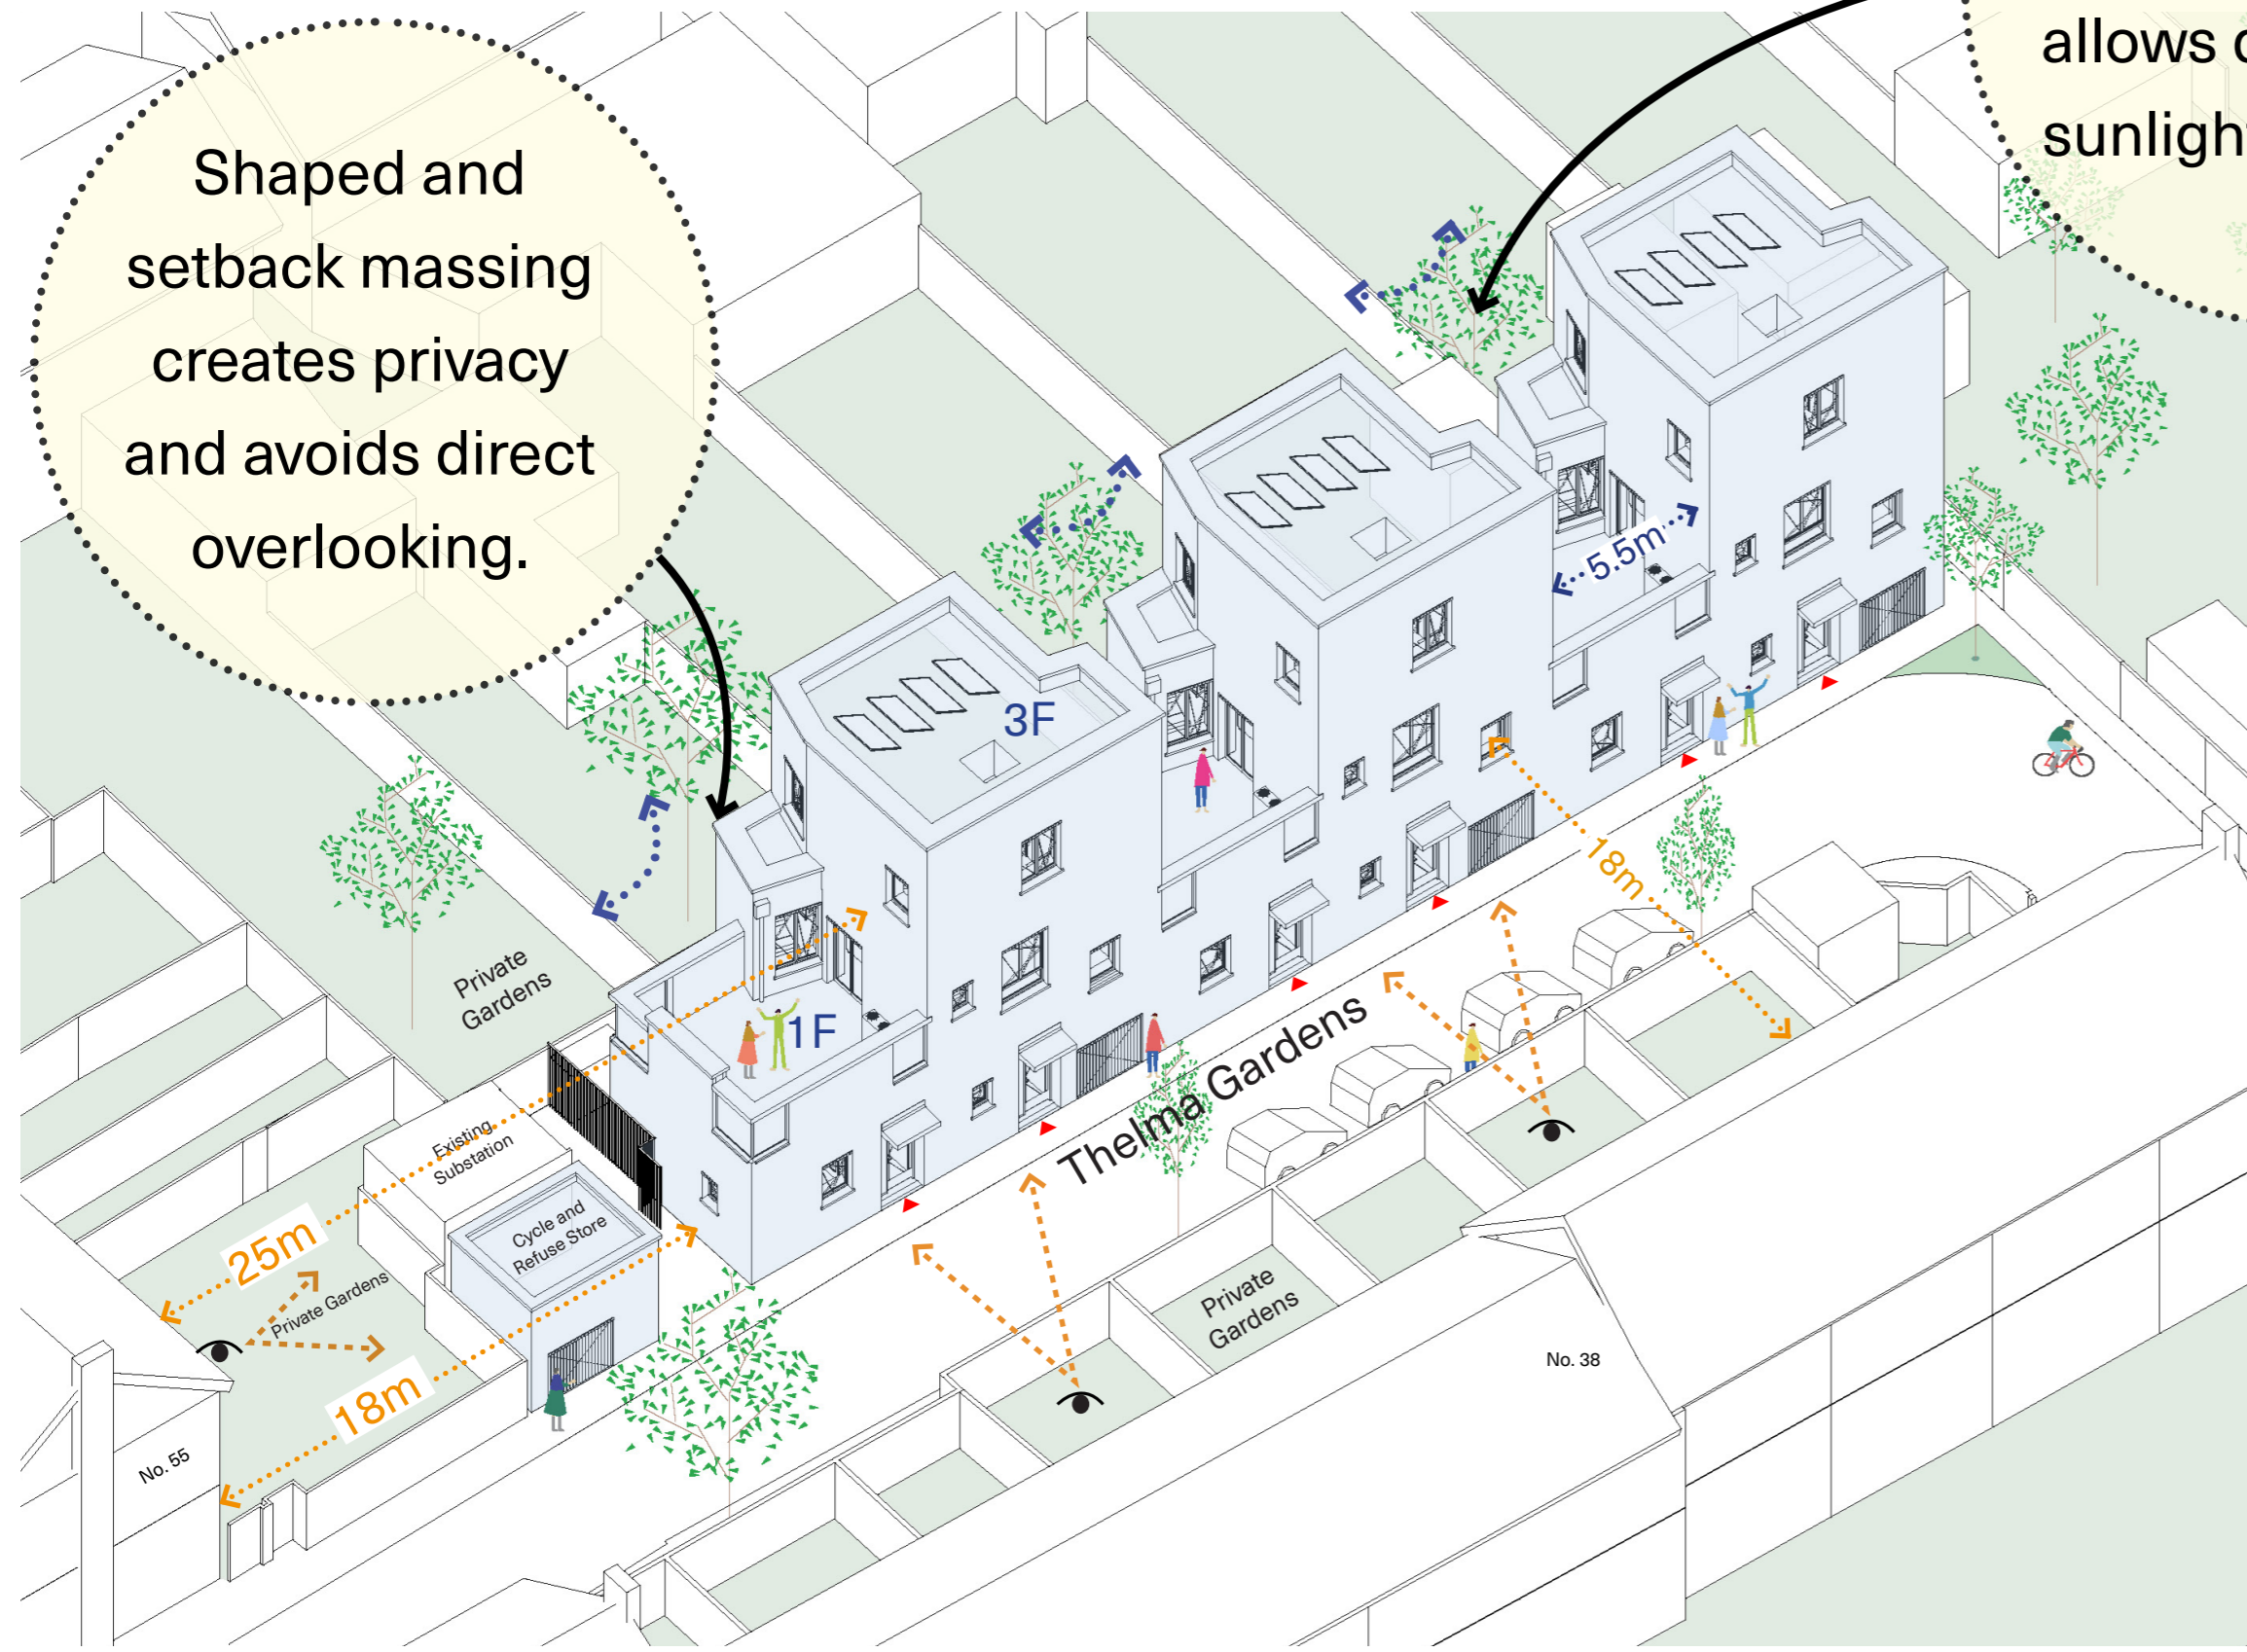 Shaped and
setback massing
creates privacy
and avoids direct
overlooking.
allows
sunligh
5.5m
3F
18m
1F
Private
Gardens
Thelma Gardens
Existing
Substation
Cycle and
Refuse Store
25m
Private Gardens
18m
Private
Gardens
No. 38
No. 55